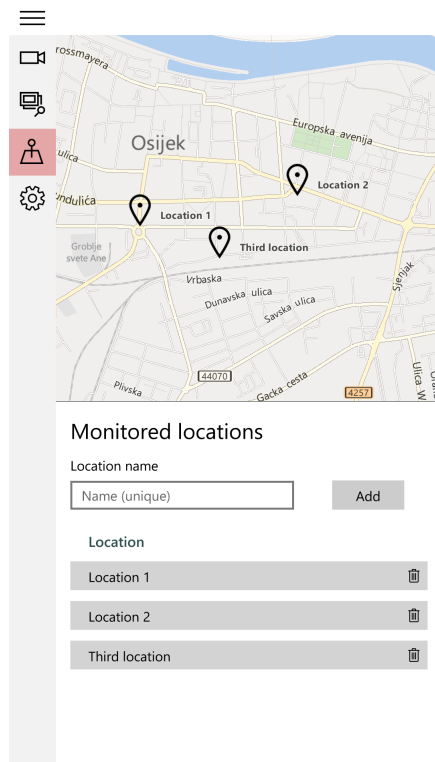 rossmayera
Europska avenija
Osijek
ulica
Location 2
undulića
Location 1
Third location
Groblje
svete Ane
Vrbaska
Sjenjak
Dunavska ulica
Savska ulica
44070
Plivska
Gacka cesta
4257
Ulica W
Monitored locations
Location name
Name (unique)
Add
Location
Location 1
Location 2
Third location